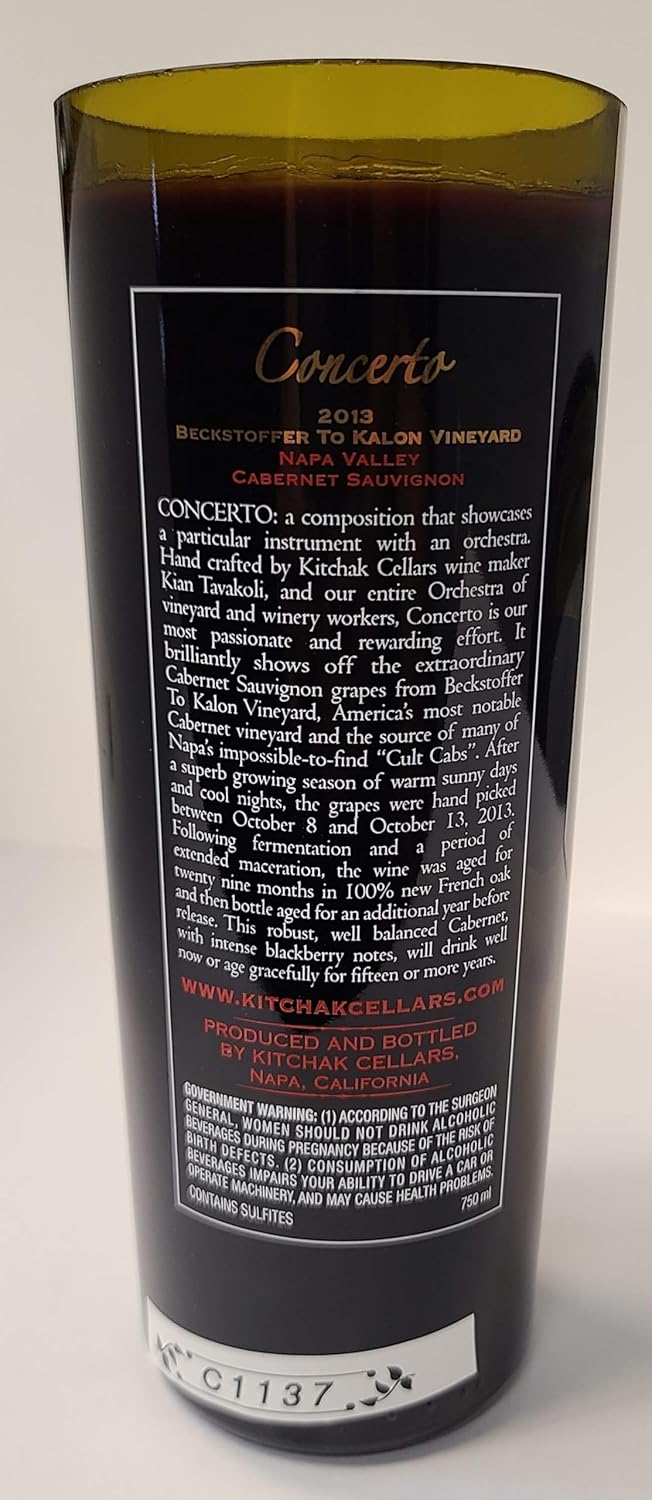 Concerto
2013
BECKSTOFFER TO KALON VINEYARD
NAPA VALLEY
CABERNET SAUVIGNON
CONCERTO: a composition that showcases
a particular instrument with an orchestra.
Hand crafted by Kitchak Cellars wine maker
Kian Tavakoli, and our entire Orchestra of
vineyard and winery workers, Concerto is our
most passionate and rewarding effort. It
brilliantly shows off the extraordinary
Cabernet Sauvignon grapes from Beckstoffer
To Kalon Vineyard, America's most notable
Cabernet vineyard and the source of many of
Napa's impossible-to-find “Cult Cabs”. After
a superb growing season of warm sunny days
and cool nights, the grapes were hand picked
between October 8 and October 13, 2013.
Following fermentation and a period of
extended maceration, the wine was aged for
twenty nine months in 100% new French oak
and then bottle aged for an additional year before
release. This robust, well balanced Cabernet,
with intense blackberry notes, will drink well
now or age gracefully for fifteen or more years.
WWW.KITCHAKCELLARS.COM
PRODUCED AND BOTTLED
BY KITCHAK CELLARS,
NAPA, CALIFORNIA
GOVERNMENT WARNING: (1) ACCORDING TO THE SURGEON
GENERAL, WOMEN SHOULD NOT DRINK ALCOHOLIC
BEVERAGES DURING PREGNANCY BECAUSE OF THE RISK OF
BIRTH DEFECTS. (2) CONSUMPTION OF ALCOHOLIC
BEVERAGES IMPAIRS YOUR ABILITY TO DRIVE A CAR OR
OPERATE MACHINERY, AND MAY CAUSE HEALTH PROBLEMS.
CONTAINS SULFITES 750 ml
C1137